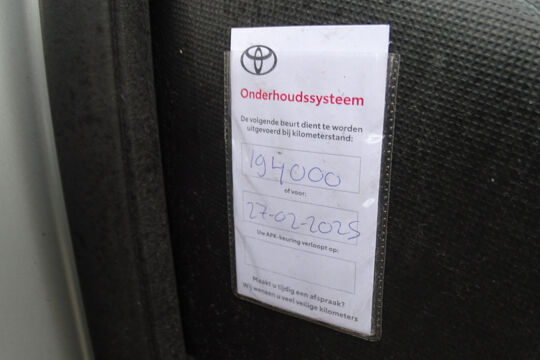 Onderhoudssysteem
De volgende beurt dient te worden
uitgevoerd bij kilometerstand:
194000
of voor:
27-02-2025
Uw APK-keuring verloopt op:
Maakt u tijdig een afspraak?
Wij wensen u veel veilige kilometers